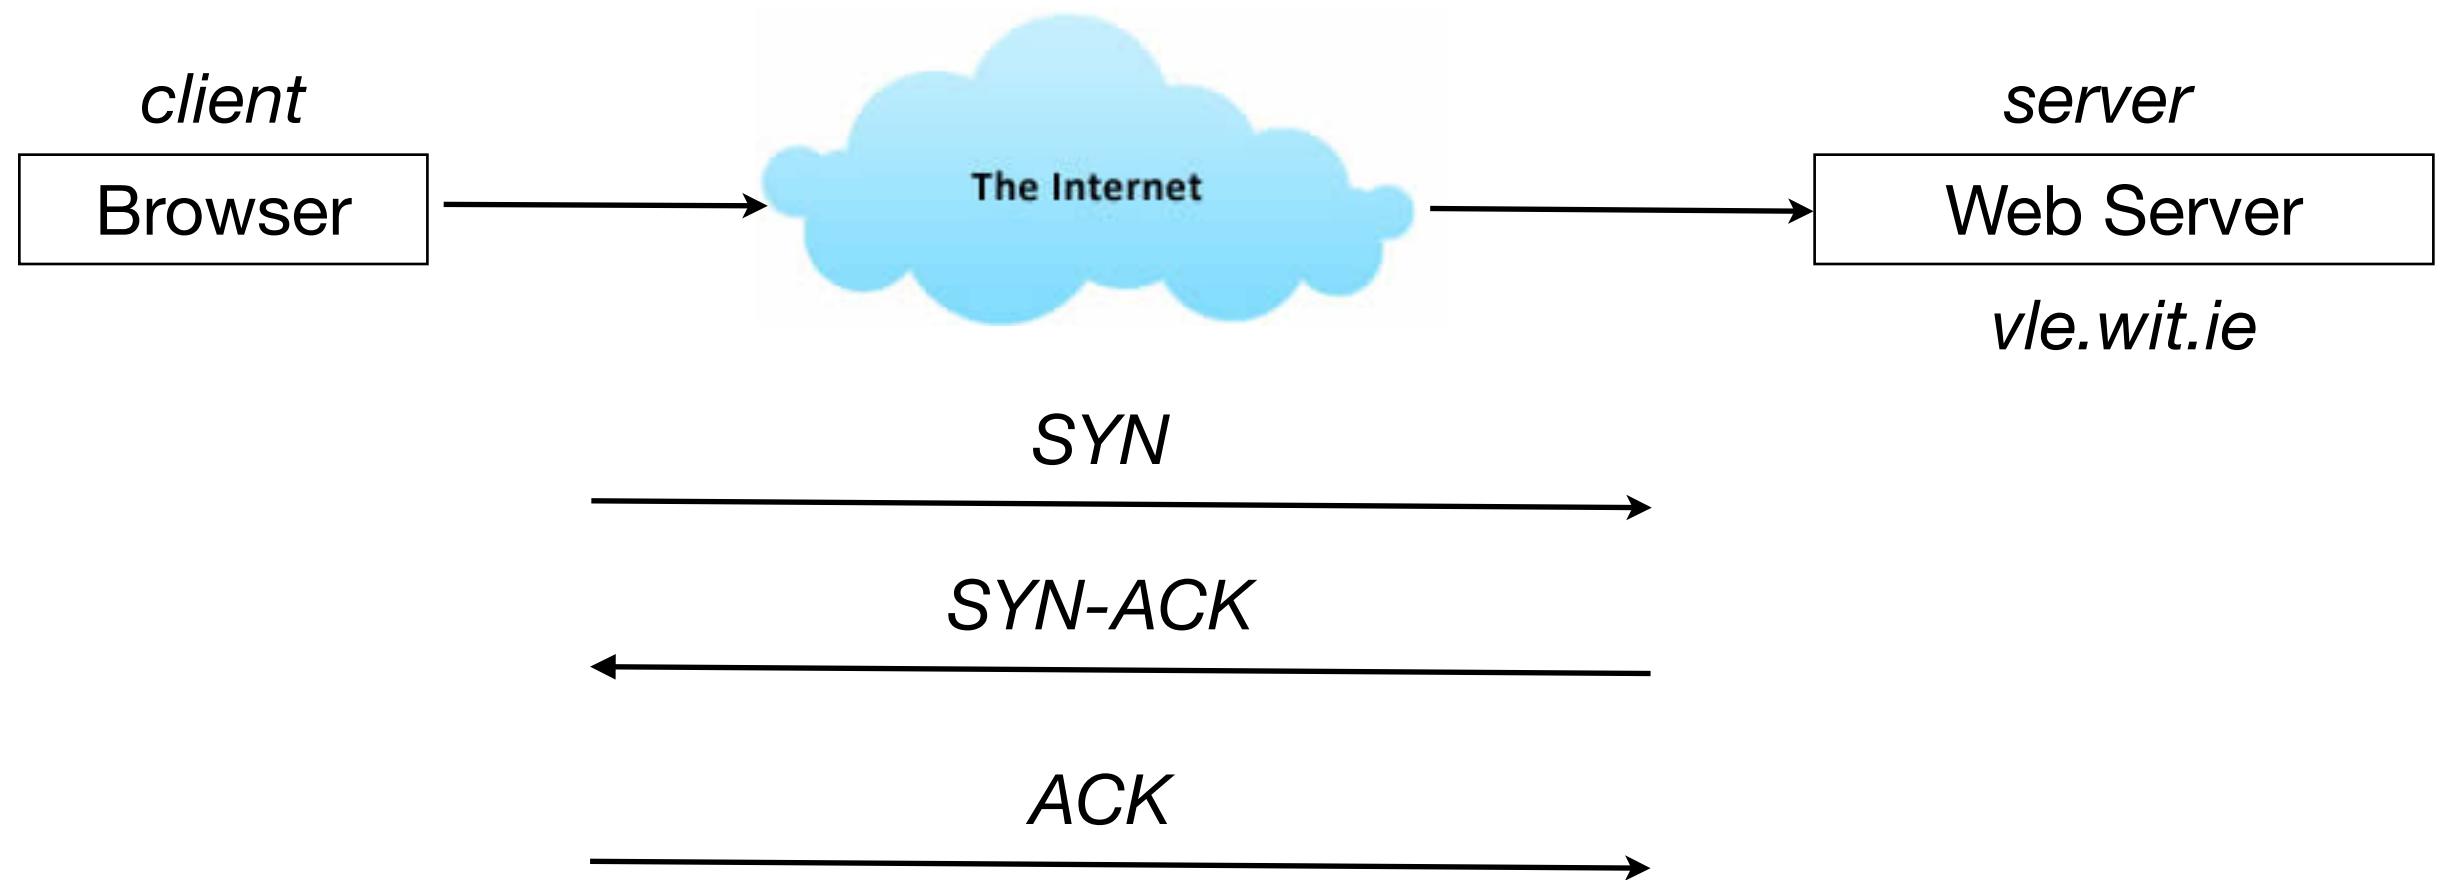 client
server
Browser
The Internet
Web Server
vle.wit.ie
SYN
SYN-ACK
ACK